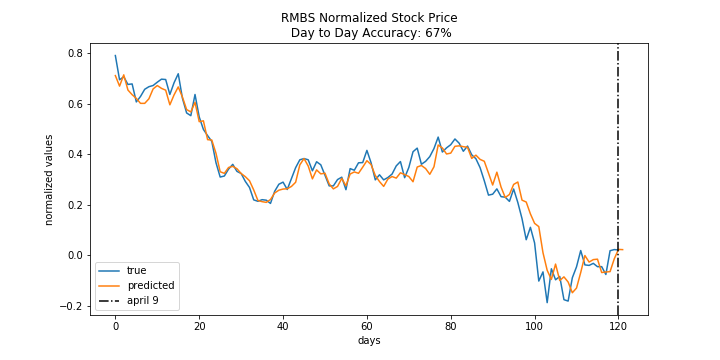 RMBS Normalized Stock Price
Day to Day Accuracy: 67%
normalized values
0.8
0.6
0.4
0.2
0.0
−0.2
true
predicted
april 9
0 20 40 60 80 100 120
days